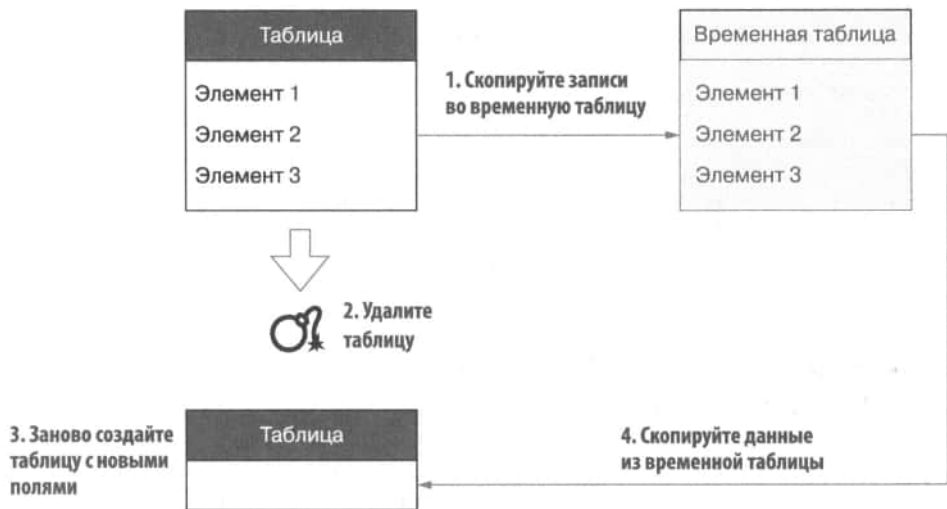 Таблица
Элемент 1
Элемент 2
Элемент 3
1. Скопируйте записи
во временную таблицу
Временная таблица
Элемент 1
Элемент 2
Элемент 3
2. Удалите
таблицу
3. Заново создайте
таблицу с новыми
полями
Таблица
4. Скопируйте данные
из временной таблицы